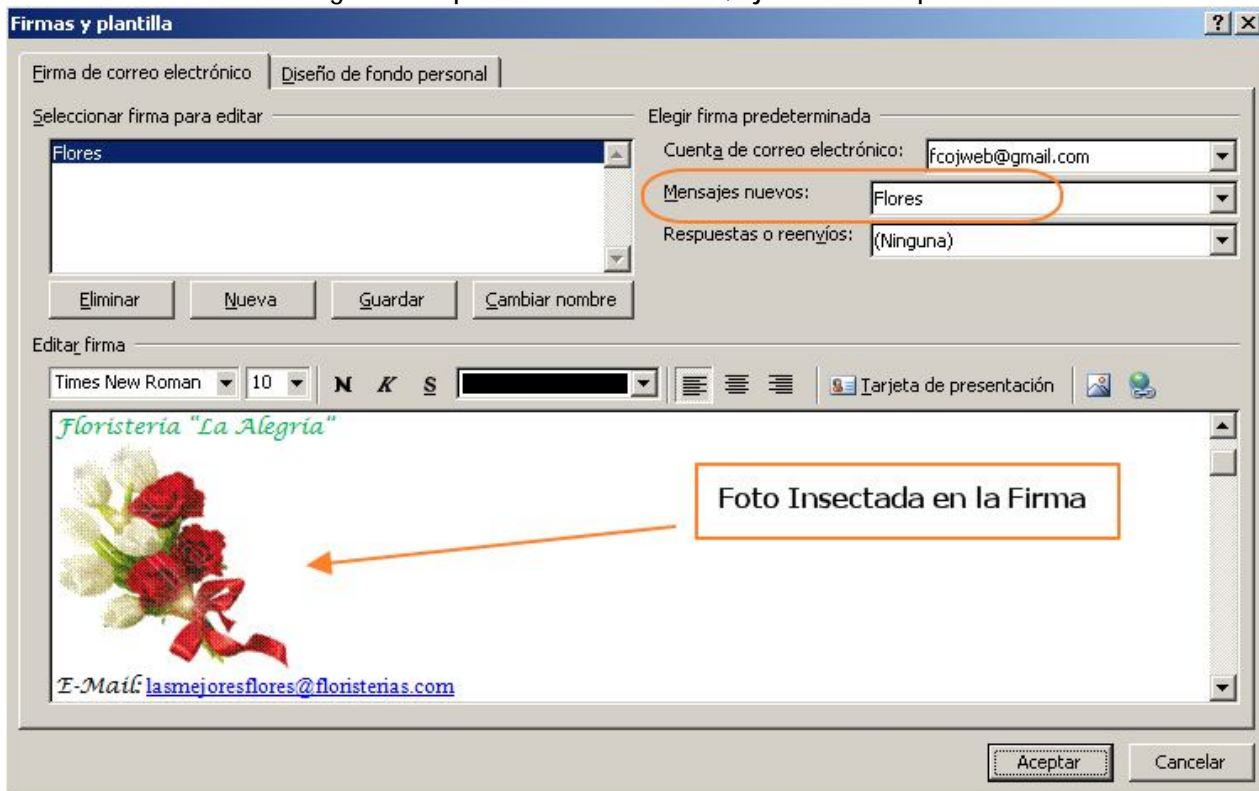 Firmas y plantilla
Firma de correo electrónico
Diseño de fondo personal
Seleccionar firma para editar
Flores
Elegir firma predeterminada
Cuenta de correo electrónico: fcojweb@gmail.com
Mensajes nuevos: Flores
Respuestas o reenvíos: (Ninguna)
Eliminar Nueva Guardar Cambiar nombre
Editar firma
Times New Roman 10 N K S Tarjeta de presentación
Floristería "La Alegría"
Foto Insectada en la Firma
E-Mail: lasmejoresflores@floristerias.com
Aceptar Cancelar